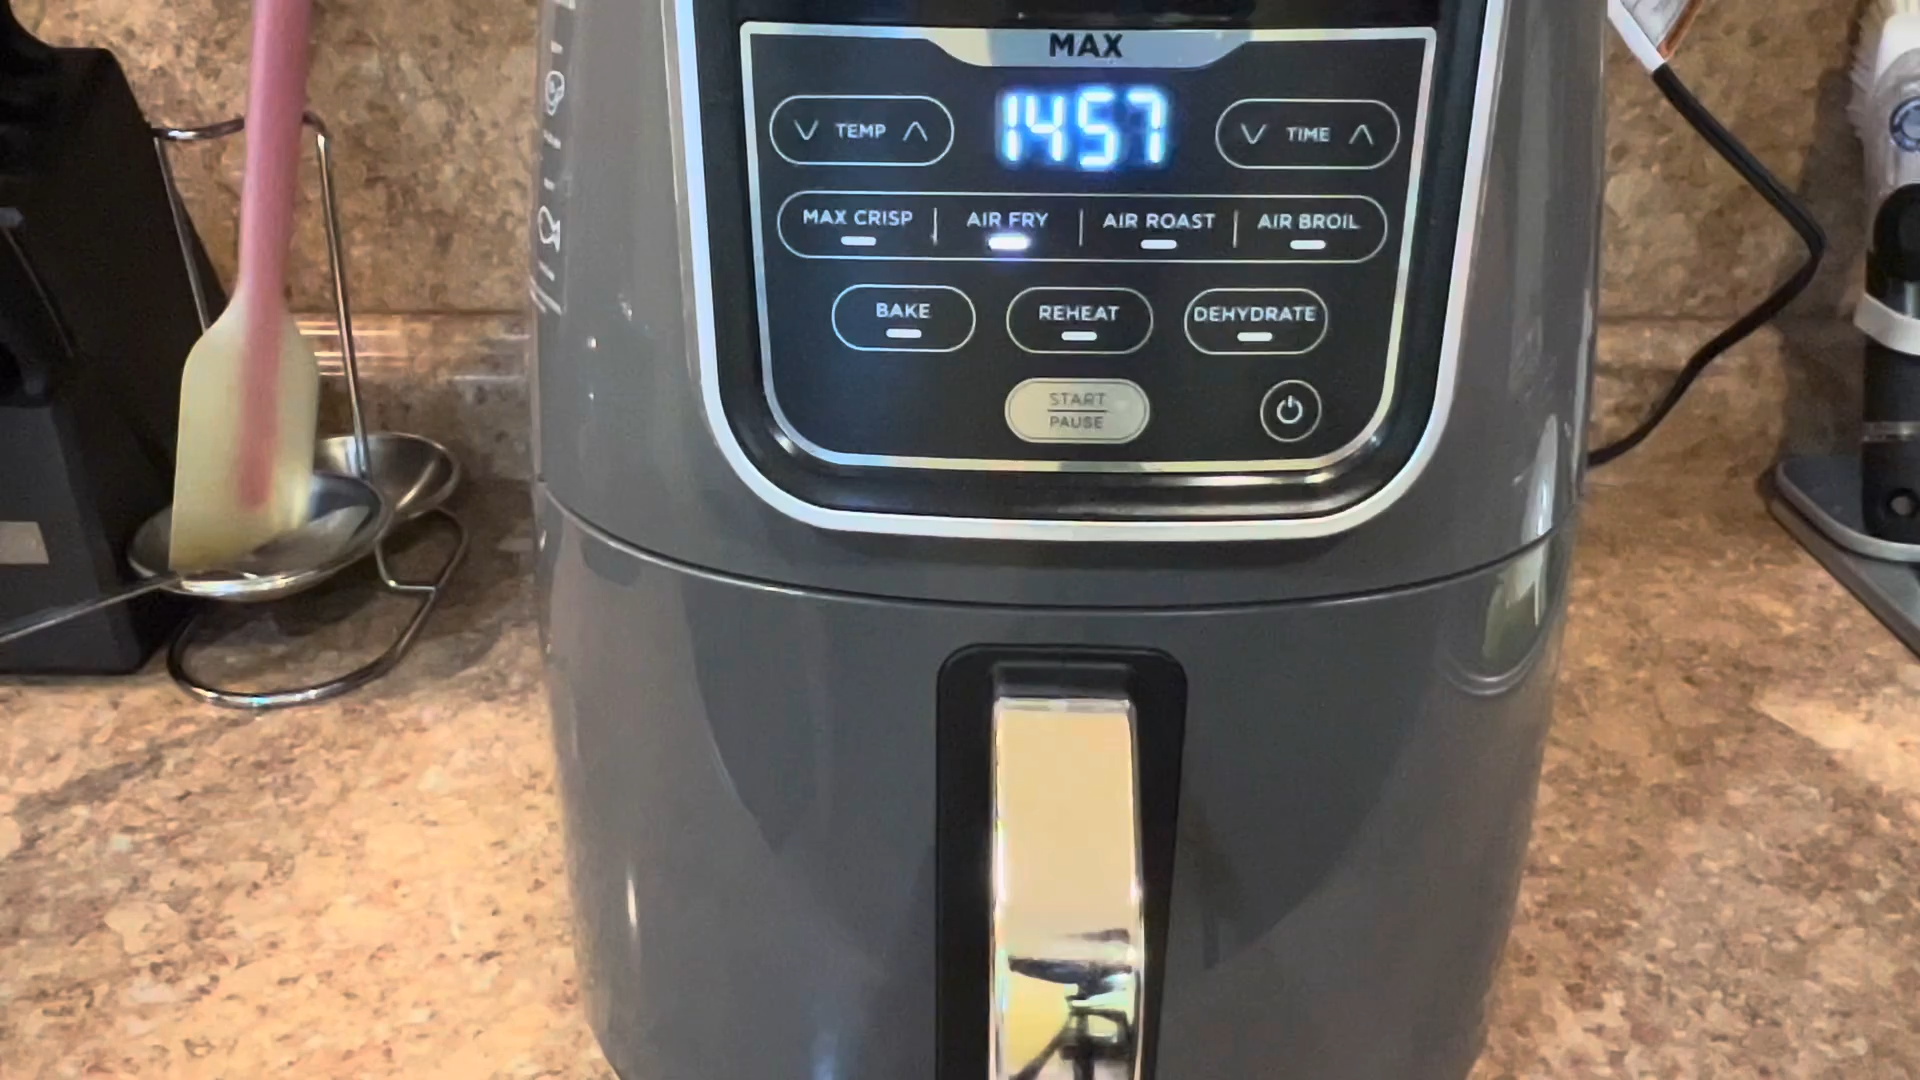 MAX
TEMP
1457
TIME
MAX CRISP
AIR FRY
AIR ROAST
AIR BROIL
BAKE
REHEAT
DEHYDRATE
START
PAUSE